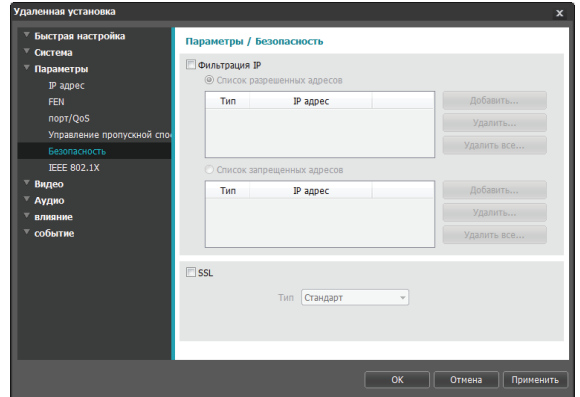 Удаленная установка
x
Быстрая настройка
Система
Параметры
IP адрес
FEN
порт/QoS
Управление пропускной спо
Безопасность
IEEE 802.1X
Видео
Аудио
влияние
событие
Параметры / Безопасность
Фильтрация IP
Список разрешенных адресов
Тип IP адрес
Добавить...
Удалить...
Удалить все...
Список запрещенных адресов
Тип IP адрес
Добавить...
Удалить...
Удалить все...
SSL
Тип Стандарт
OK Отмена Применить